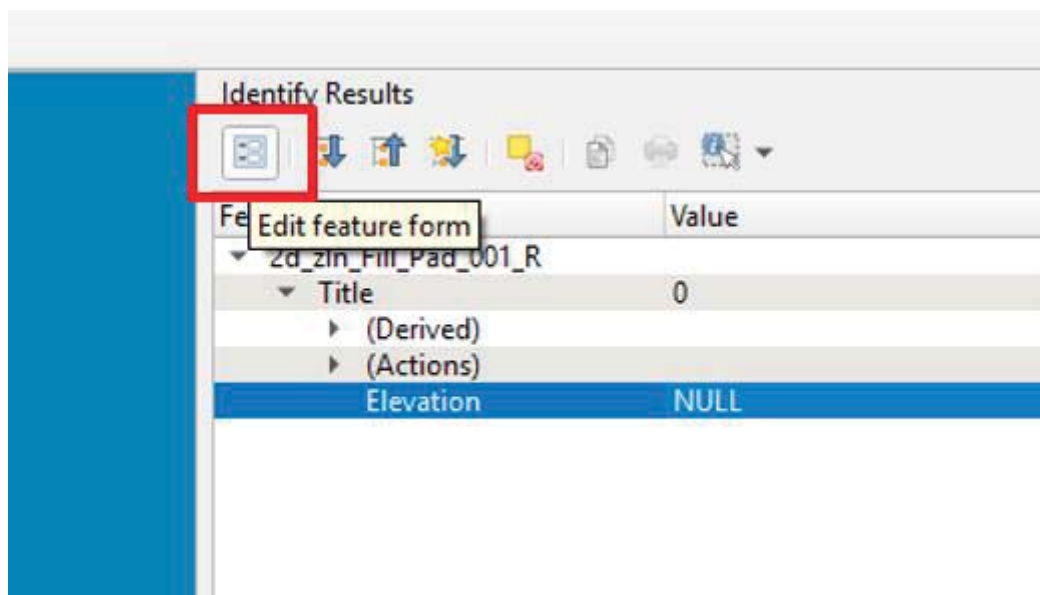 Identify Results
Fe
Value
Edit feature form
2d_zln_Fill_Pad_001_R
Title 0
(Derived)
(Actions)
Elevation NULL